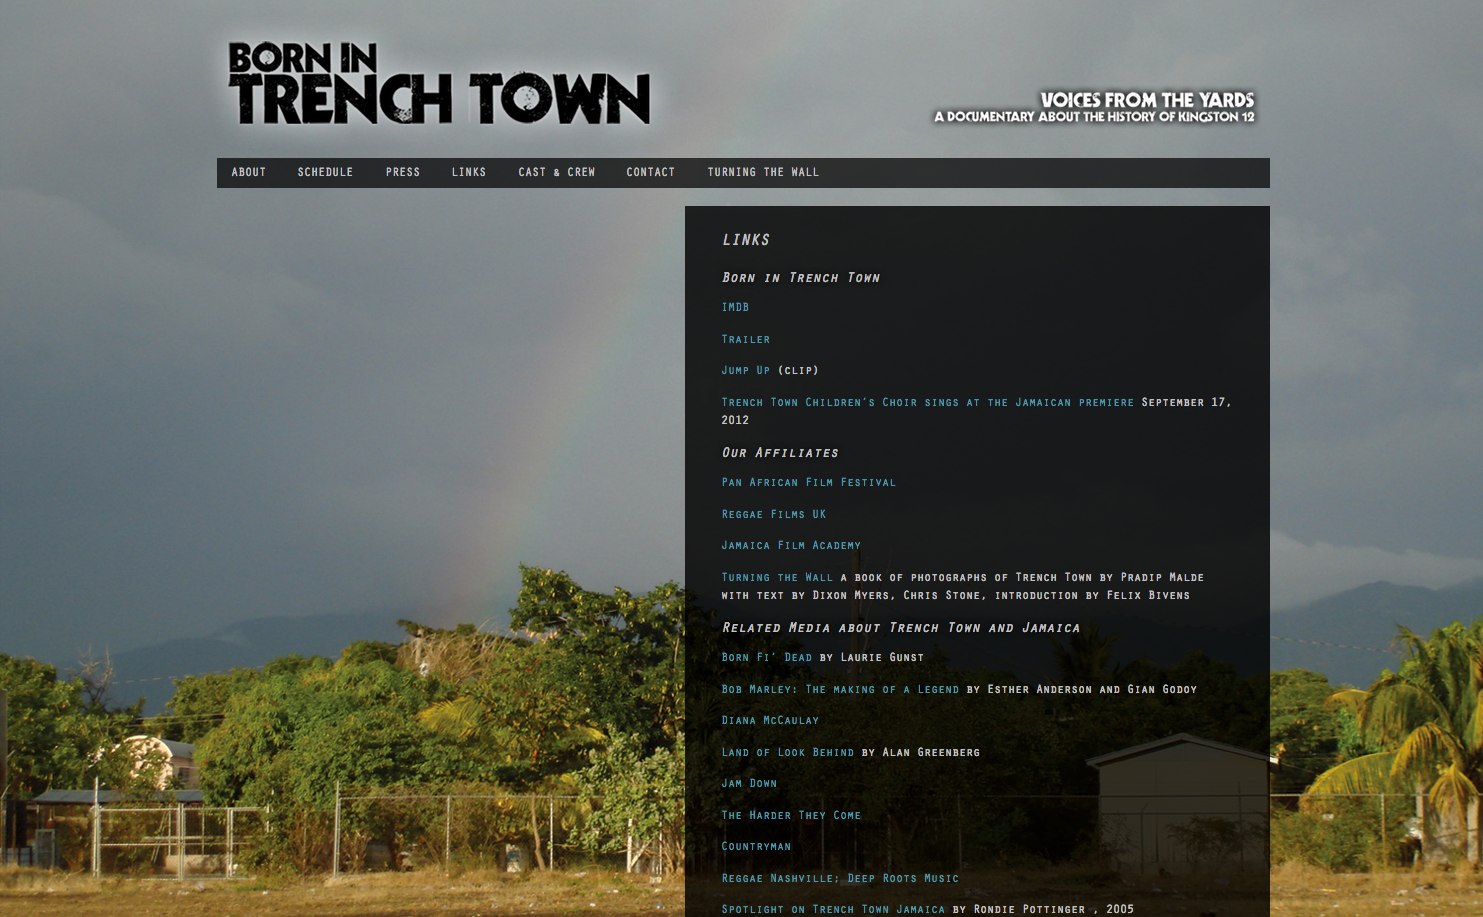 BORN IN
TRENCH TOWN
VOICES FROM THE YARDS
A DOCUMENTARY ABOUT THE HISTORY OF KINGSTON 12
ABOUT SCHEDULE PRESS LINKS CAST & CREW CONTACT TURNING THE WALL
LINKS
Born in Trench Town
IMDB
Trailer
Jump Up (clip)
Trench Town Children's Choir sings at the Jamaican premiere September 17,
2012
Our Affiliates
Pan African Film Festival
Reggae Films UK
Jamaica Film Academy
Turning the Wall a book of photographs of Trench Town by Pradip Malde
with text by Dixon Myers, Chris Stone, introduction by Felix Bivens
Related Media about Trench Town and Jamaica
Born Fi' Dead by Laurie Gunst
Bob Marley: The making of a Legend by Esther Anderson and Gian Godoy
Diana McCaulay
Land of Look Behind by Alan Greenberg
Jam Down
The Harder They Come
Countryman
Reggae Nashville; Deep Roots Music
Spotlight on Trench Town Jamaica by Rondie Pottinger , 2005